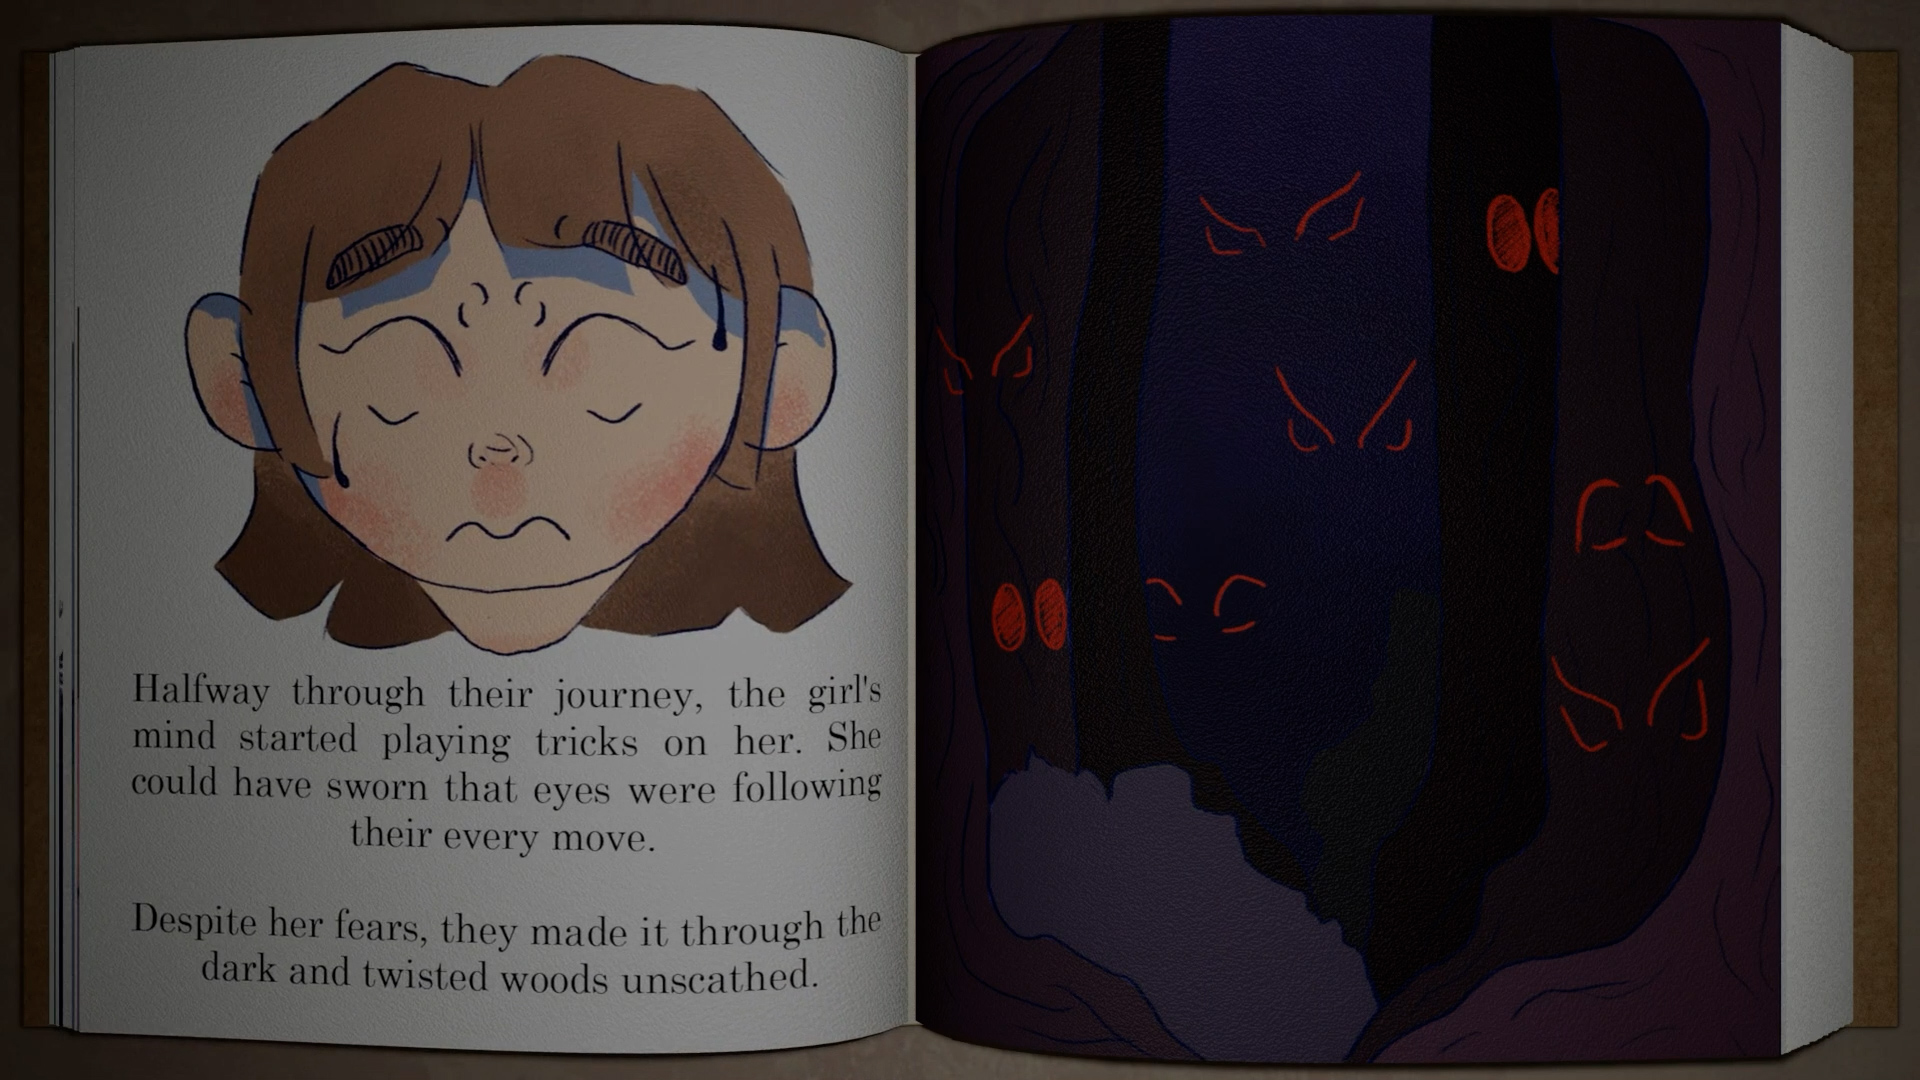 Halfway through their journey, the girl's
mind started playing tricks on her. She
could have sworn that eyes were following
their every move.
Despite her fears, they made it through the
dark and twisted woods unscathed.